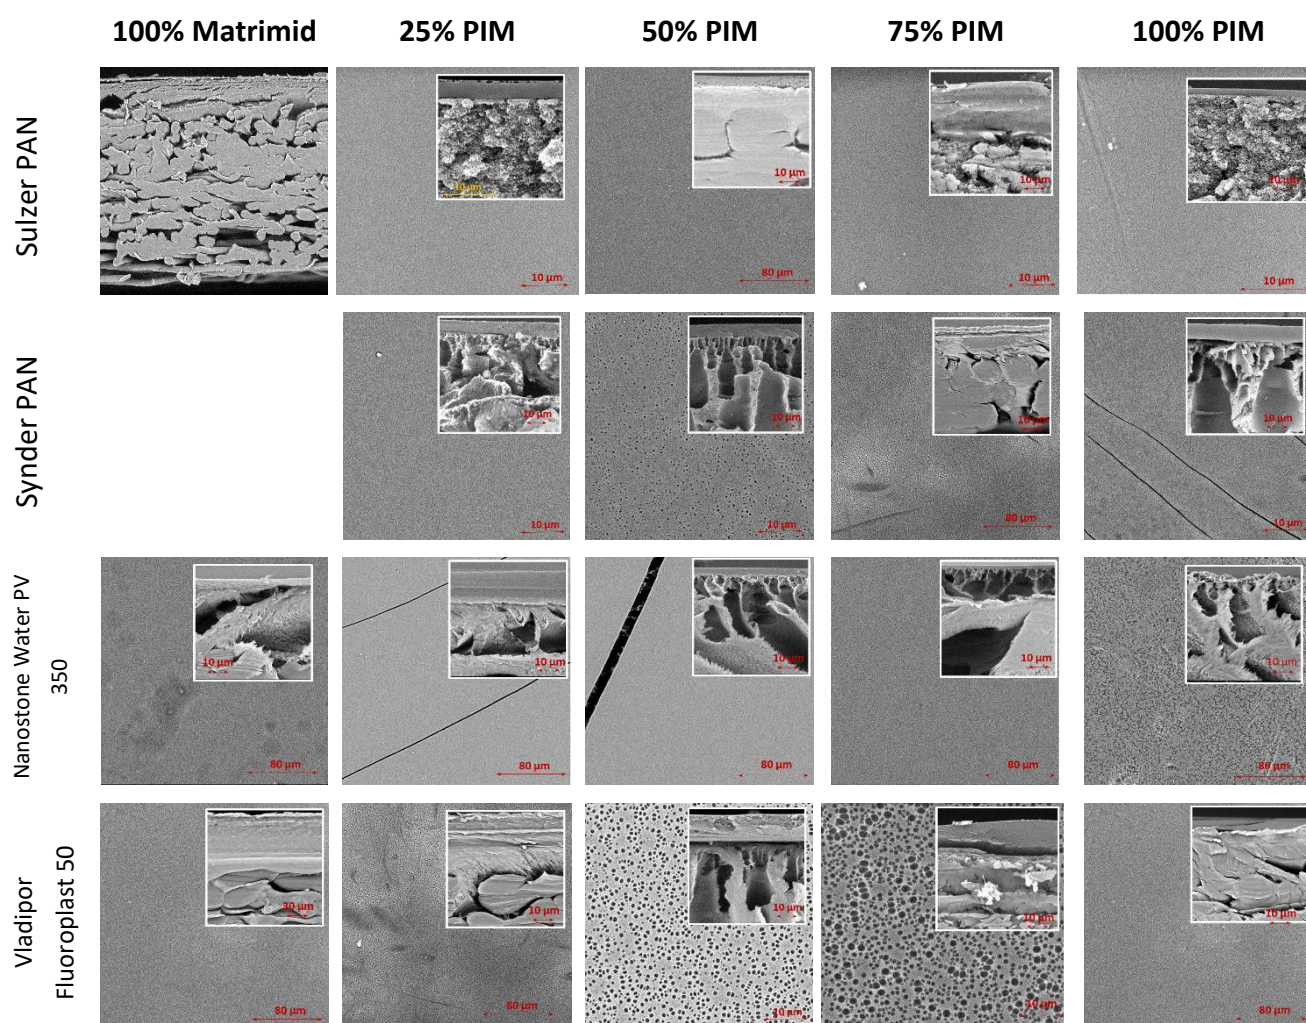 100% Matrimid 25% PIM 50% PIM 75% PIM 100% PIM
Sulzer PAN
10 µm 10 µm 10 µm
10 µm 80 µm 10 µm 10 µm
Synder PAN
10 µm 10 µm 10 µm 10 µm
10 µm 10 µm 80 µm 10 µm
Nanostone Water PV
350
10 µm 10 µm 10 µm 10 µm 10 µm
80 µm 80 µm 80 µm 80 µm 80 µm
Vladipor
Fluoroplast 50
30 µm 10 µm 10 µm 10 µm 10 µm
80 µm 80 µm 10 µm 10 µm 80 µm